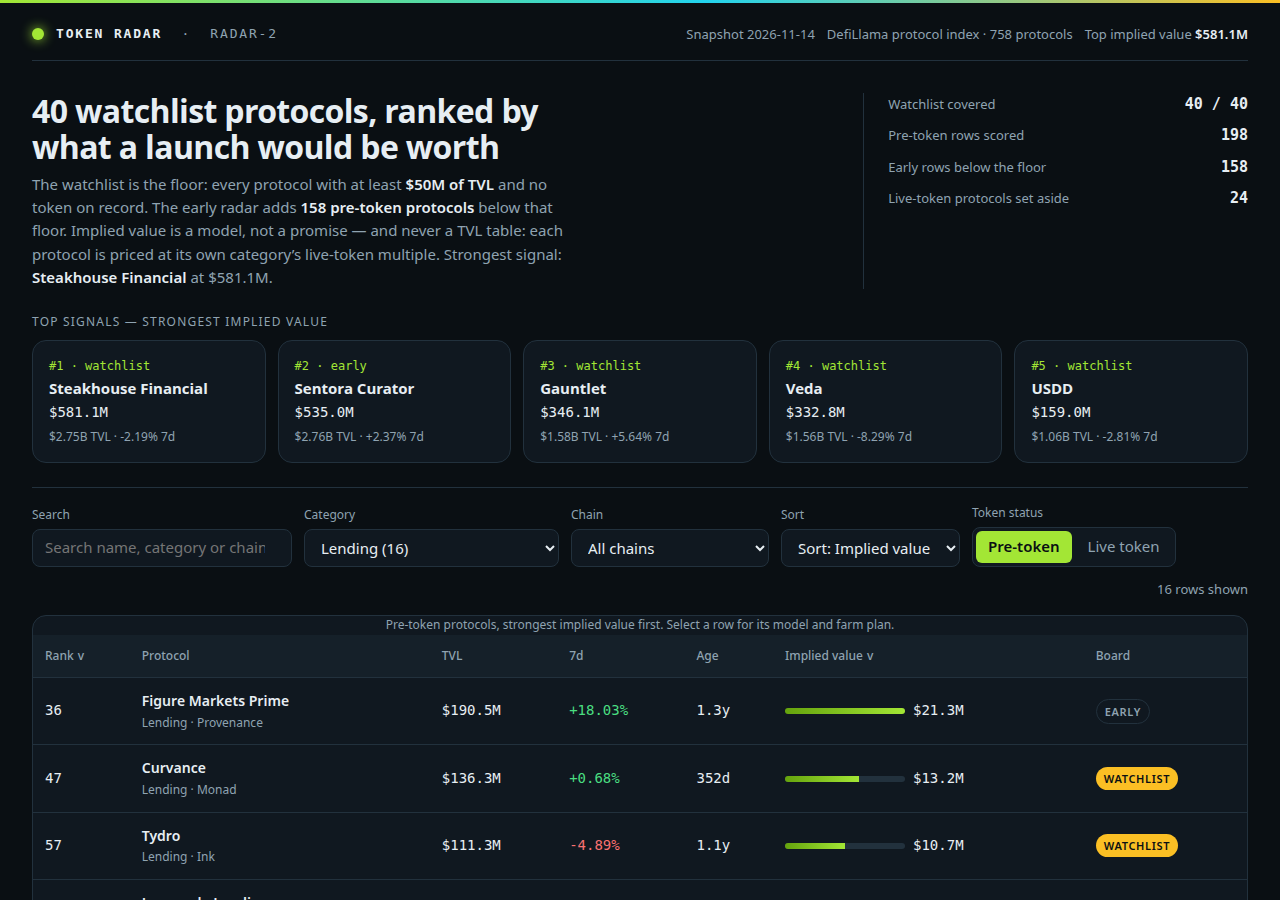 TOKEN RADAR · RADAR-2
Snapshot 2026-11-14 DefiLlama protocol index · 758 protocols Top implied value $581.1M
40 watchlist protocols, ranked by
what a launch would be worth
The watchlist is the floor: every protocol with at least $50M of TVL and no
token on record. The early radar adds 158 pre-token protocols below that
floor. Implied value is a model, not a promise — and never a TVL table: each
protocol is priced at its own category’s live-token multiple. Strongest signal:
Steakhouse Financial at $581.1M.
Watchlist covered 40 / 40
Pre-token rows scored 198
Early rows below the floor 158
Live-token protocols set aside 24
TOP SIGNALS — STRONGEST IMPLIED VALUE
#1 · watchlist
Steakhouse Financial
$581.1M
$2.75B TVL · -2.19% 7d
#2 · early
Sentora Curator
$535.0M
$2.76B TVL · +2.37% 7d
#3 · watchlist
Gauntlet
$346.1M
$1.58B TVL · +5.64% 7d
#4 · watchlist
Veda
$332.8M
$1.56B TVL · -8.29% 7d
#5 · watchlist
USDD
$159.0M
$1.06B TVL · -2.81% 7d
Search
Search name, category or chain
Category
Lending (16)
Chain
All chains
Sort
Sort: Implied value
Token status
Pre-token Live token
16 rows shown
Pre-token protocols, strongest implied value first. Select a row for its model and farm plan.
Rank v Protocol TVL 7d Age Implied value v Board
36 Figure Markets Prime $190.5M +18.03% 1.3y $21.3M EARLY
Lending · Provenance
47 Curvance $136.3M +0.68% 352d $13.2M WATCHLIST
Lending · Monad
57 Tydro $111.3M -4.89% 1.1y $10.7M WATCHLIST
Lending · Ink